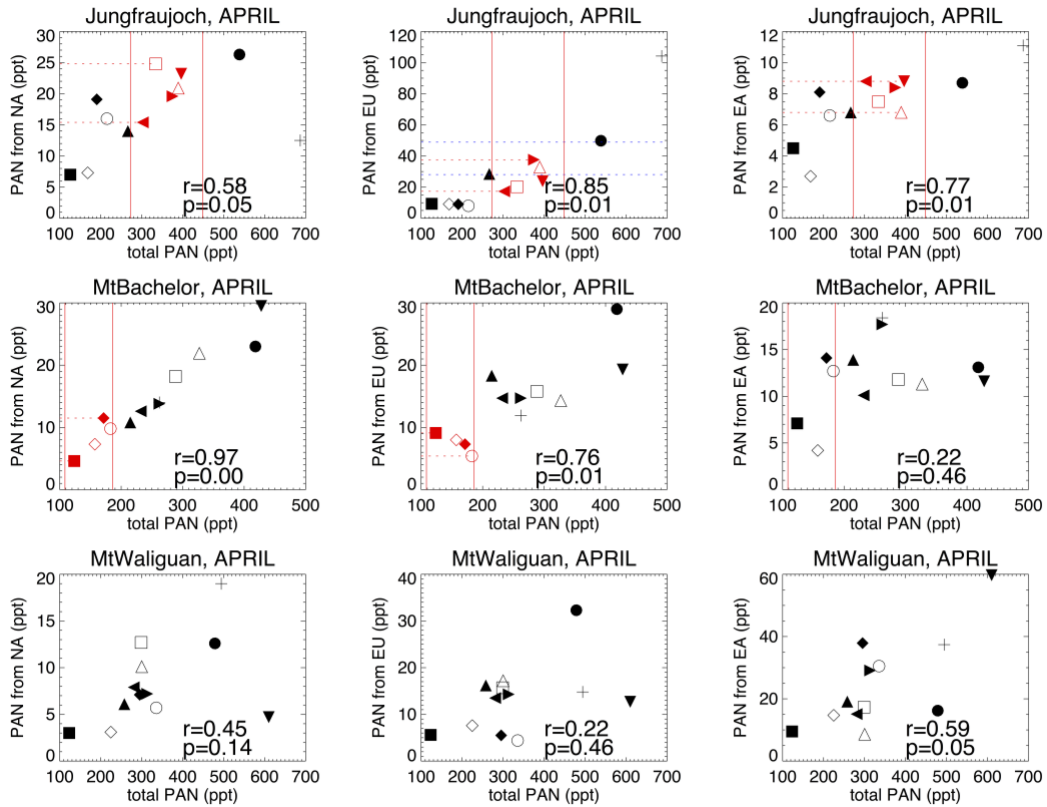 Jungfraujoch, APRIL
PAN from NA (ppt)
30
25
20
15
10
5
0
r=0.58
p=0.05
100 200 300 400 500 600 700
total PAN (ppt)
Jungfraujoch, APRIL
PAN from EU (ppt)
120
100
80
60
40
20
0
r=0.85
p=0.01
100 200 300 400 500 600 700
total PAN (ppt)
Jungfraujoch, APRIL
PAN from EA (ppt)
12
10
8
6
4
2
0
r=0.77
p=0.01
100 200 300 400 500 600 700
total PAN (ppt)
MtBachelor, APRIL
PAN from NA (ppt)
30
20
10
0
r=0.97
p=0.00
100 200 300 400 500
total PAN (ppt)
MtBachelor, APRIL
PAN from EU (ppt)
30
20
10
0
r=0.76
p=0.01
100 200 300 400 500
total PAN (ppt)
MtBachelor, APRIL
PAN from EA (ppt)
20
15
10
5
0
r=0.22
p=0.46
100 200 300 400 500
total PAN (ppt)
MtWaliguan, APRIL
PAN from NA (ppt)
20
15
10
5
0
r=0.45
p=0.14
100 200 300 400 500 600 700
total PAN (ppt)
MtWaliguan, APRIL
PAN from EU (ppt)
40
30
20
10
0
r=0.22
p=0.46
100 200 300 400 500 600 700
total PAN (ppt)
MtWaliguan, APRIL
PAN from EA (ppt)
60
40
20
0
r=0.59
p=0.05
100 200 300 400 500 600 700
total PAN (ppt)